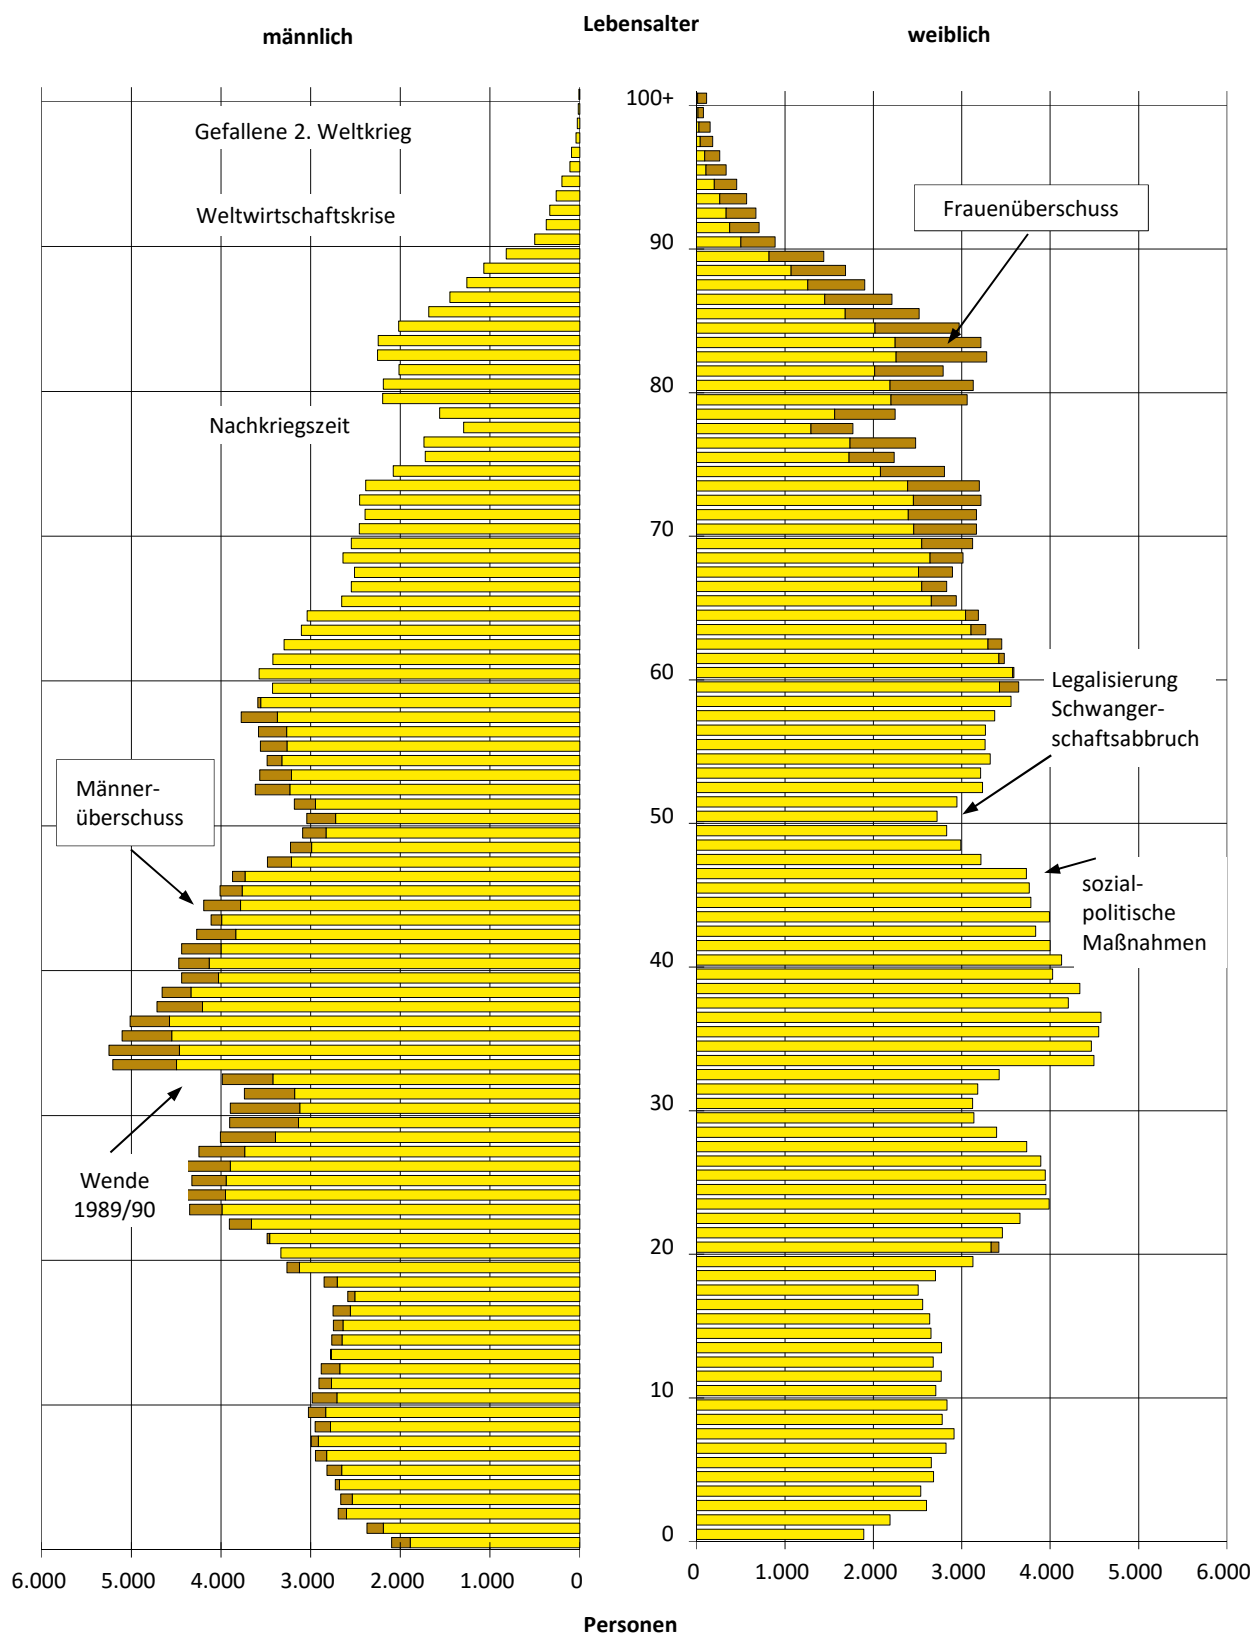 Lebensalter
männlich
weiblich
100+
Gefallene 2. Weltkrieg
Weltwirtschaftskrise
Frauenüberschuss
90
80
Nachkriegszeit
70
60
Legalisierung
Schwanger-
schaftsabbruch
Männer-
überschuss
50
sozial-
politische
Maßnahmen
40
30
Wende
1989/90
20
10
0
6.000 5.000 4.000 3.000 2.000 1.000 0
0 1.000 2.000 3.000 4.000 5.000 6.000
Personen